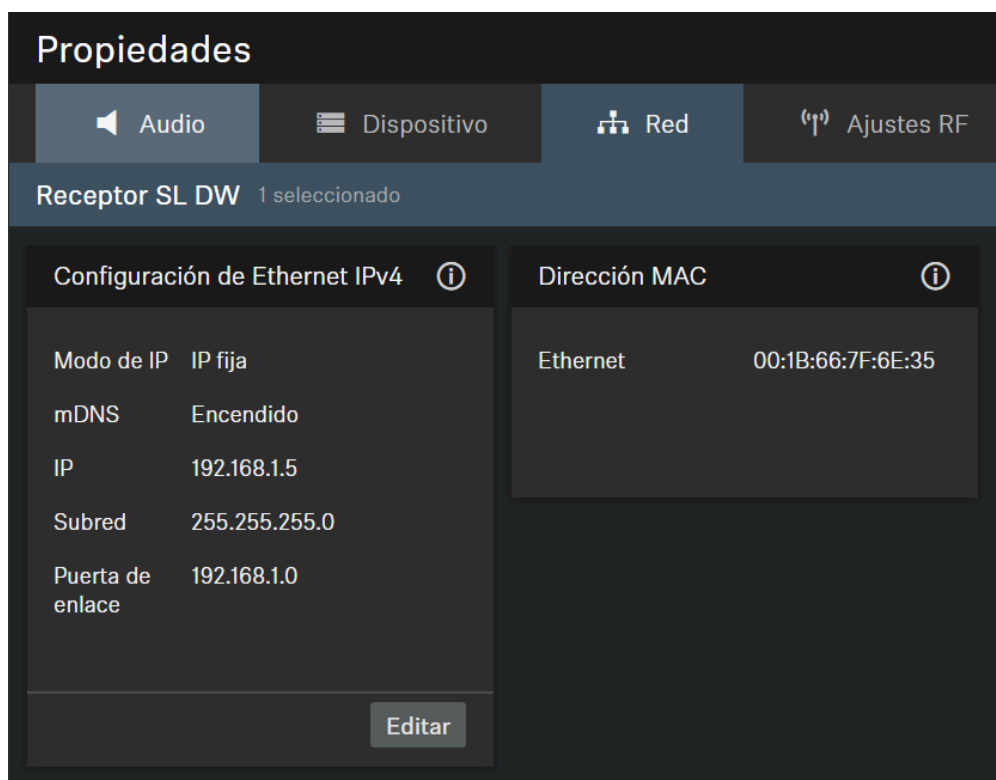 Propiedades
Audio
Dispositivo
Red
Ajustes RF
Receptor SL DW 1 seleccionado
Configuración de Ethernet IPv4
Modo de IP IP fija
mDNS Encendido
IP 192.168.1.5
Subred 255.255.255.0
Puerta de enlace 192.168.1.0
Editar
Dirección MAC
Ethernet 00:1B:66:7F:6E:35